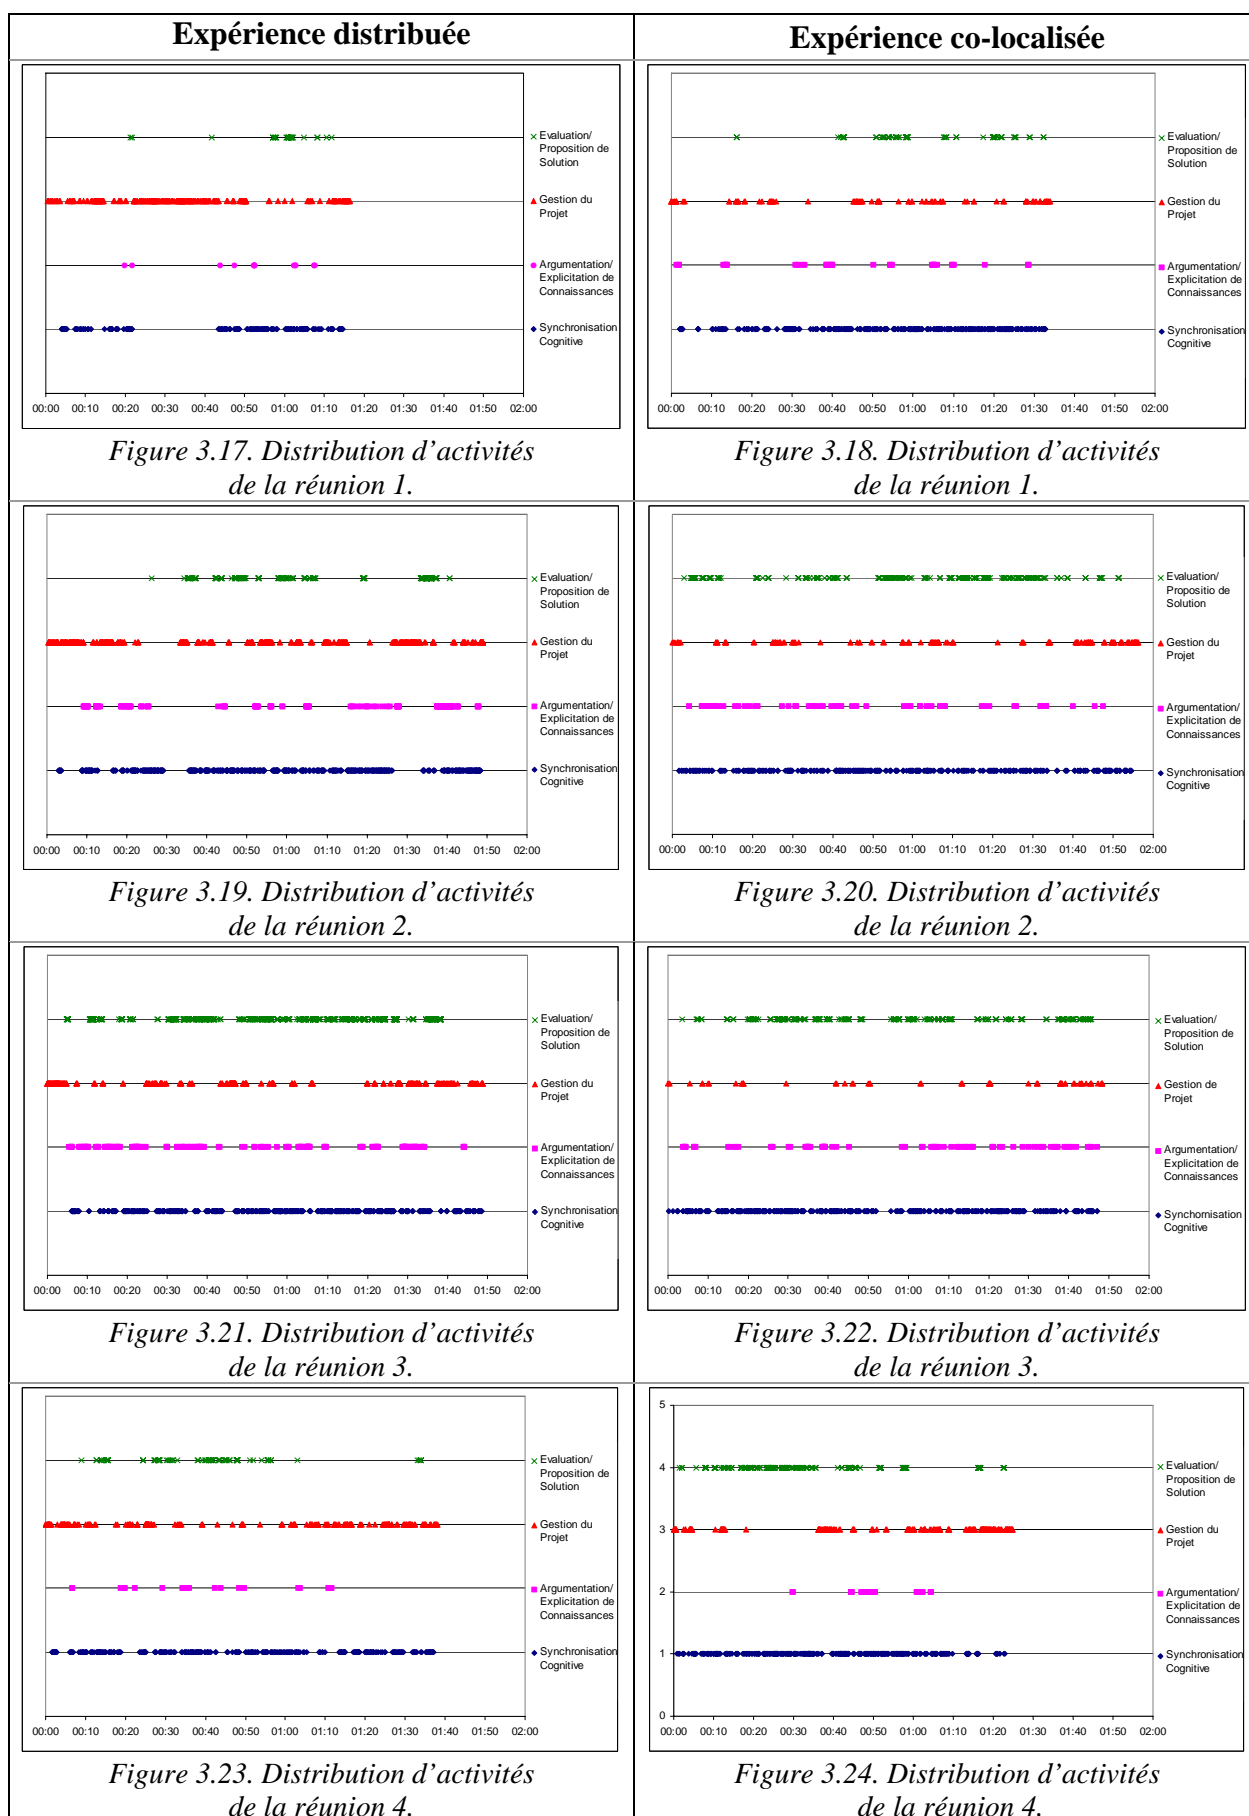 Expérience distribuée
Expérience co-localisée
Evaluation/
Proposition de
Solution
Gestion du
Projet
Argumentation/
Explicitation de
Connaissances
Synchronisation
Cognitive
00:00 00:10 00:20 00:30 00:40 00:50 01:00 01:10 01:20 01:30 01:40 01:50 02:00
Figure 3.17. Distribution d’activités
de la réunion 1.
Evaluation/
Proposition de
Solution
Gestion du
Projet
Argumentation/
Explicitation de
Connaissances
Synchronisation
Cognitive
00:00 00:10 00:20 00:30 00:40 00:50 01:00 01:10 01:20 01:30 01:40 01:50 02:00
Figure 3.18. Distribution d’activités
de la réunion 1.
Evaluation/
Proposition de
Solution
Gestion du
Projet
Argumentation/
Explicitation de
Connaissances
Synchronisation
Cognitive
00:00 00:10 00:20 00:30 00:40 00:50 01:00 01:10 01:20 01:30 01:40 01:50 02:00
Figure 3.19. Distribution d’activités
de la réunion 2.
Evaluation/
Propositio de
Solution
Gestion du
Projet
Argumentation/
Explicitation de
Connaissances
Synchronisation
Cognitive
00:00 00:10 00:20 00:30 00:40 00:50 01:00 01:10 01:20 01:30 01:40 01:50 02:00
Figure 3.20. Distribution d’activités
de la réunion 2.
Evaluation/
Proposition de
Solution
Gestion du
Projet
Argumentation/
Explicitation de
Connaissances
Synchronisation
Cognitive
00:00 00:10 00:20 00:30 00:40 00:50 01:00 01:10 01:20 01:30 01:40 01:50 02:00
Figure 3.21. Distribution d’activités
de la réunion 3.
Evaluation/
Proposition de
Solution
Gestion de
Projet
Argumentation/
Explicitation de
Connaissances
Synchornisation
Cognitive
00:00 00:10 00:20 00:30 00:40 00:50 01:00 01:10 01:20 01:30 01:40 01:50 02:00
Figure 3.22. Distribution d’activités
de la réunion 3.
Evaluation/
Proposition de
Solution
Gestion du
Projet
Argumentation/
Explicitation de
Connaissances
Synchronisation
Cognitive
00:00 00:10 00:20 00:30 00:40 00:50 01:00 01:10 01:20 01:30 01:40 01:50 02:00
Figure 3.23. Distribution d’activités
de la réunion 4.
5
4
3
2
1
0
Evaluation/
Proposition de
Solution
Gestion du
Projet
Argumentation/
Explicitation de
Connaissances
Synchronisation
Cognitive
00:00 00:10 00:20 00:30 00:40 00:50 01:00 01:10 01:20 01:30 01:40 01:50 02:00
Figure 3.24. Distribution d’activités
de la réunion 4.